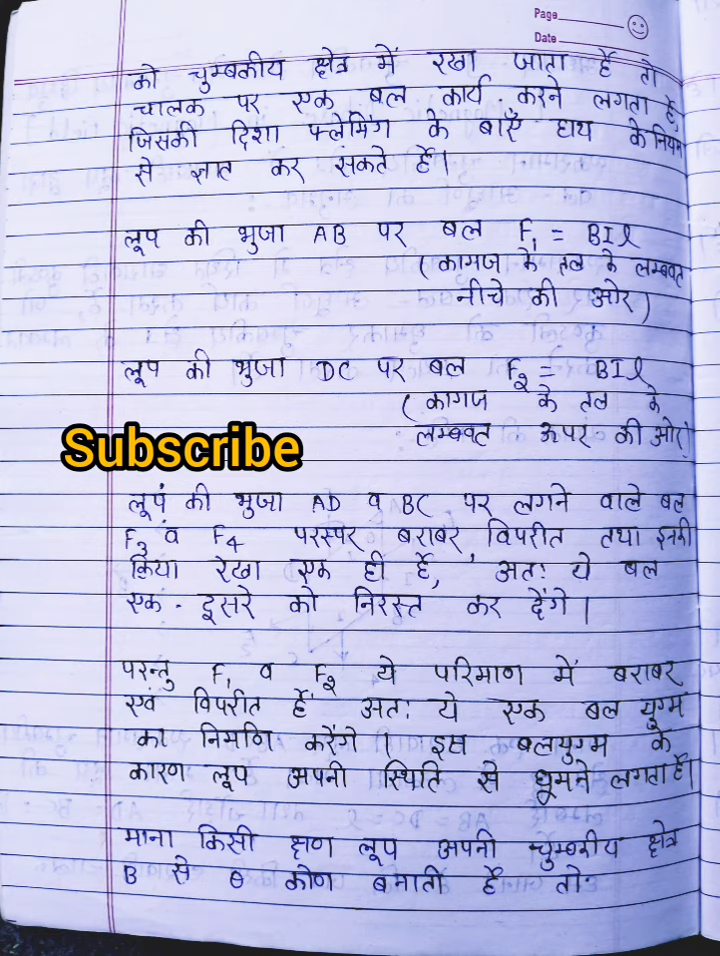 Page
Date
को चुम्बकीय क्षेत्र में रखा जाता है तो
चालक पर एक बल कार्य करने लगता है,
जिसकी दिशा फ्लेमिंग के बाएँ हाथ के नियम
से ज्ञात कर सकते हैं।
लूप की भुजा AB पर बल F₁ = BIl
(कागज के तल के लम्बवत
नीचे की ओर)
लूप की भुजा DC पर बल F₂ = BIl
(कागज के तल के
लम्बवत ऊपर की ओर)
Subscribe
लूप की भुजा AD व BC पर लगने वाले बल
F₃ व F₄ परस्पर बराबर, विपरीत तथा इनकी
क्रिया रेखा एक ही है, अतः ये बल
एक - दूसरे को निरस्त कर देंगे।
परन्तु F₁ व F₂ ये परिमाण में बराबर
एवं विपरीत हैं अतः ये एक बल युग्म
का निर्माण करेंगे। इस बलयुग्म के
कारण लूप अपनी स्थिति से घूमने लगता है।
माना किसी क्षण लूप अपनी चुम्बकीय क्षेत्र
B से θ कोण बनाती है तो